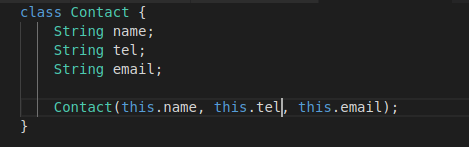 class Contact {
    String name;
    String tel;
    String email;

    Contact(this.name, this.tel, this.email);
}